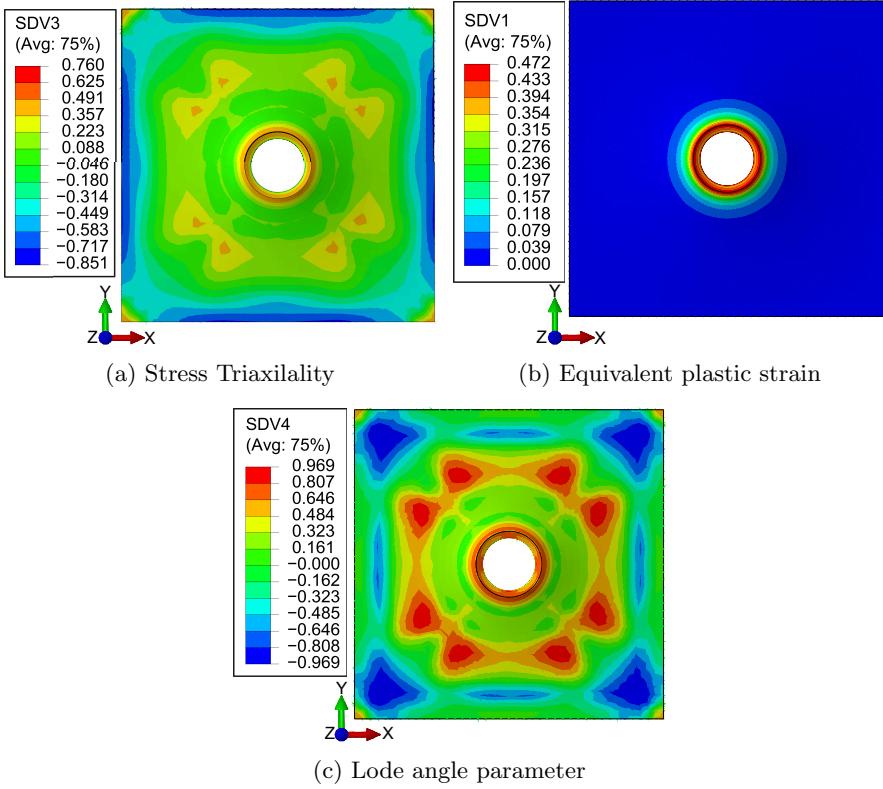 SDV3
(Avg: 75%)
0.760
0.625
0.491
0.357
0.223
0.088
−0.046
−0.180
−0.314
−0.449
−0.583
−0.717
−0.851
Y
Z X
(a) Stress Triaxilality
SDV1
(Avg: 75%)
0.472
0.433
0.394
0.354
0.315
0.276
0.236
0.197
0.157
0.118
0.079
0.039
0.000
Y
Z X
(b) Equivalent plastic strain
SDV4
(Avg: 75%)
0.969
0.807
0.646
0.484
0.323
0.161
−0.000
−0.162
−0.323
−0.485
−0.646
−0.808
−0.969
Y
Z X
(c) Lode angle parameter